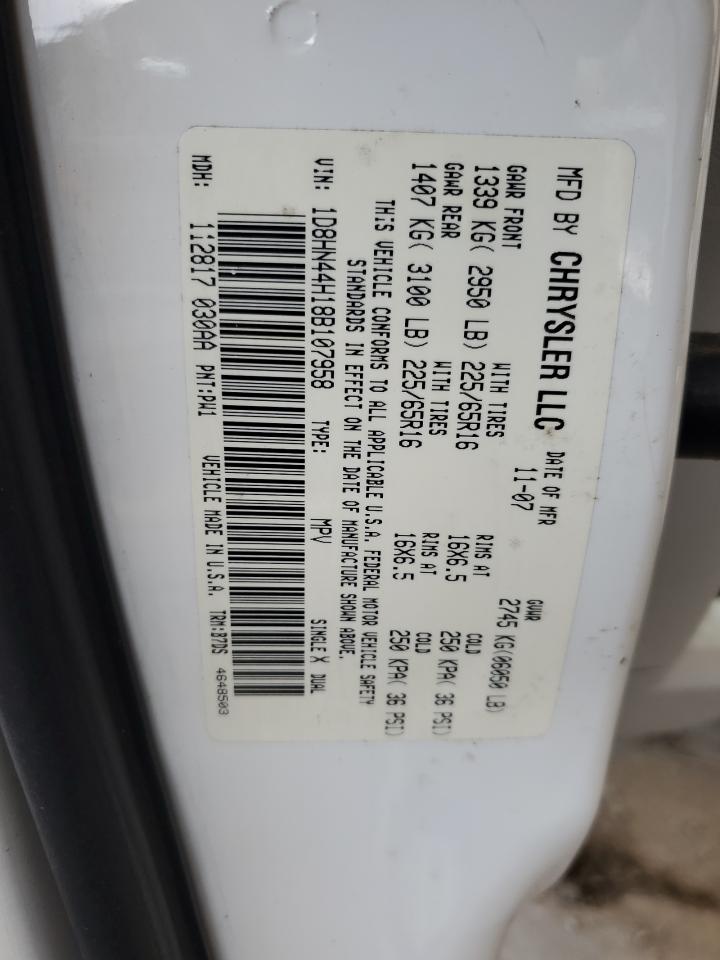 MFD BY CHRYSLER LLC DATE OF MFR GVWR
11-07 2745 KG(06050 LB)
GAWR FRONT WITH TIRES RIMS AT COLD
1339 KG( 2950 LB) 225/65R16 16X6.5 250 KPA( 36 PSI)
GAWR REAR WITH TIRES RIMS AT COLD
1407 KG( 3100 LB) 225/65R16 16X6.5 250 KPA( 36 PSI)
THIS VEHICLE CONFORMS TO ALL APPLICABLE U.S.A. FEDERAL MOTOR VEHICLE SAFETY
STANDARDS IN EFFECT ON THE DATE OF MANUFACTURE SHOWN ABOVE.
VIN: 1D8HN44H18B107958 TYPE: MPV SINGLE X DUAL
MDH: 112817 030AA PNT:PW1 VEHICLE MADE IN U.S.A. TRM:B7DS 4648503